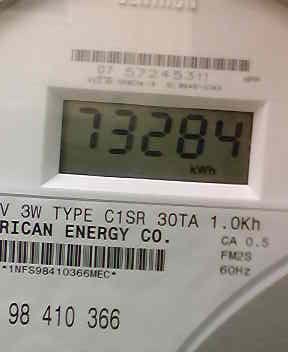 07 57245311
73284
kWh
V 3W TYPE C1SR 30TA 1.0Kh
RICAN ENERGY CO.
CA 0.5
FM2S
60Hz
*1NFS98410366MEC*
98 410 366